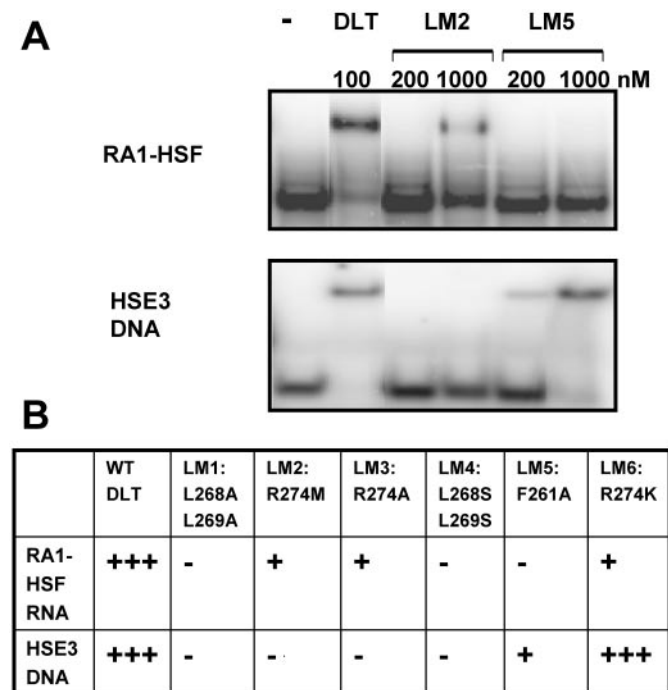 A
- DLT LM2 LM5
100 200 1000 200 1000 nM
RA1-HSF
HSE3
DNA
B
WT DLT LM1: L268A L269A LM2: R274M LM3: R274A LM4: L268S L269S LM5: F261A LM6: R274K
RA1-HSF RNA +++ - + + - - +
HSE3 DNA +++ - - - - + +++